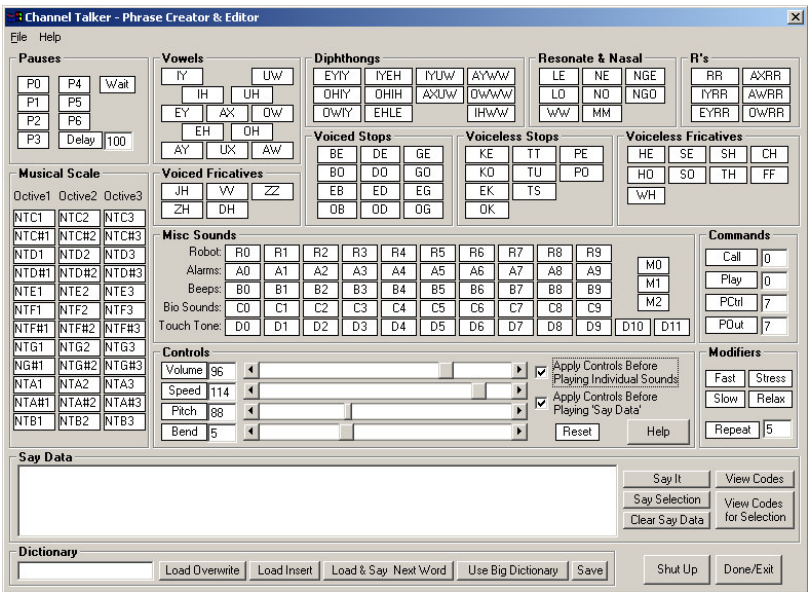 Channel Talker - Phrase Creator & Editor
File Help
Pauses
P0 P4 Wait
P1 P5
P2 P6
P3 Delay 100
Vowels
IY UW
IH UH
EY AX OW
EH OH
AY UX AW
Diphthongs
EYIY IYEH IYUW AYWW
OHIY OHIH AXUW OWWW
OWIY EHLE IHWW
Resonate & Nasal
LE NE NGE
LO NO NGO
WW MM
R's
RR AXRR
IYRR AWRR
EYRR OWRR
Musical Scale
Octive1 Octive2 Octive3
NTC1 NTC2 NTC3
NTC#1 NTC#2 NTC#3
NTD1 NTD2 NTD3
NTD#1 NTD#2 NTD#3
NTE1 NTE2 NTE3
NTF1 NTF2 NTF3
NTF#1 NTF#2 NTF#3
NTG1 NTG2 NTG3
NG#1 NTG#2 NTG#3
NTA1 NTA2 NTA3
NTA#1 NTA#2 NTA#3
NTB1 NTB2 NTB3
Voiced Fricatives
JH VV ZZ
ZH DH
Voiced Stops
BE DE GE
BO DO GO
EB ED EG
OB OD OG
Voiceless Stops
KE TT PE
KO TU PO
EK TS
OK
Voiceless Fricatives
HE SE SH CH
HO SO TH FF
WH
Misc Sounds
Robot: R0 R1 R2 R3 R4 R5 R6 R7 R8 R9
Alarms: A0 A1 A2 A3 A4 A5 A6 A7 A8 A9
Beeps: B0 B1 B2 B3 B4 B5 B6 B7 B8 B9
Bio Sounds: C0 C1 C2 C3 C4 C5 C6 C7 C8 C9
Touch Tone: D0 D1 D2 D3 D4 D5 D6 D7 D8 D9 D10 D11
M0
M1
M2
Commands
Call 0
Play 0
PCtrl 7
POut 7
Controls
Volume 96
Speed 114
Pitch 88
Bend 5
Apply Controls Before
Playing Individual Sounds
Apply Controls Before
Playing 'Say Data'
Reset Help
Modifiers
Fast Stress
Slow Relax
Repeat 5
Say Data
Say It View Codes
Say Selection View Codes
Clear Say Data for Selection
Dictionary
Load Overwrite Load Insert Load & Say Next Word Use Big Dictionary Save
Shut Up Done/Exit